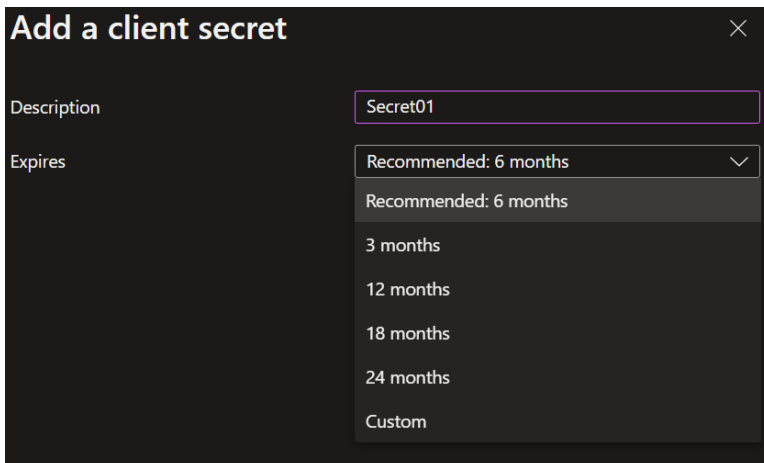 Add a client secret
Description
Secret01
Expires
Recommended: 6 months
Recommended: 6 months
3 months
12 months
18 months
24 months
Custom